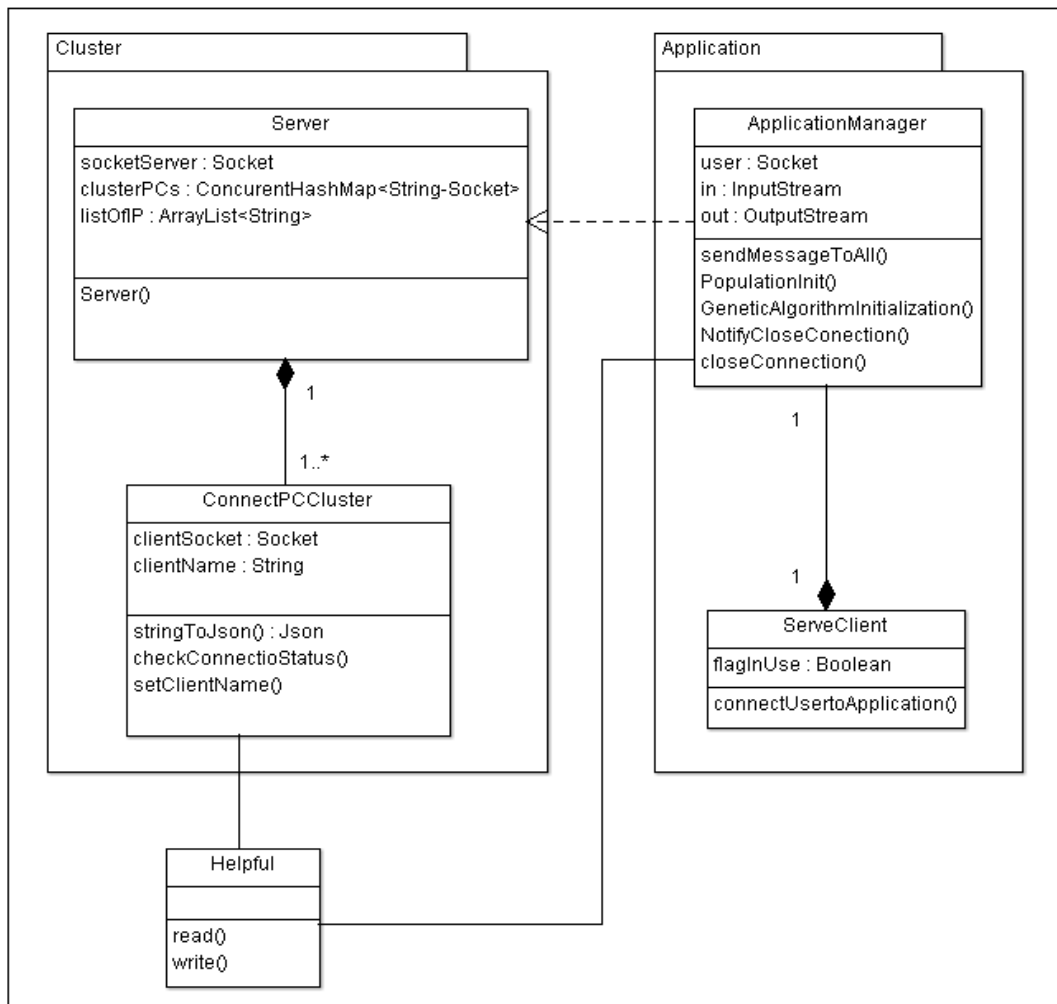 Cluster
Server
socketServer : Socket
clusterPCs : ConcurentHashMap<String-Socket>
listOfIP : ArrayList<String>
Server()
1
1..*
ConnectPCCluster
clientSocket : Socket
clientName : String
stringToJson() : Json
checkConnectioStatus()
setClientName()
Helpful
read()
write()
Application
ApplicationManager
user : Socket
in : InputStream
out : OutputStream
sendMessageToAll()
PopulationInit()
GeneticAlgorithmInitialization()
NotifyCloseConection()
closeConnection()
1
1
ServeClient
flagInUse : Boolean
connectUsertoApplication()